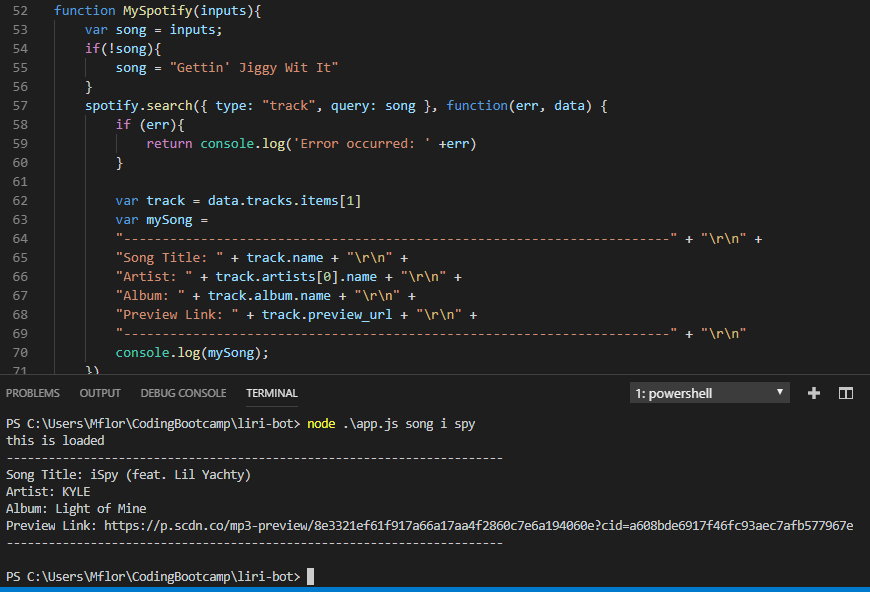 52 function MySpotify(inputs){
53     var song = inputs;
54     if(!song){
55         song = "Gettin' Jiggy Wit It"
56     }
57     spotify.search({ type: "track", query: song }, function(err, data) {
58         if (err){
59             return console.log('Error occurred: ' +err)
60         }
61
62         var track = data.tracks.items[1]
63         var mySong =
64         "-----------------------------------------------------------------------" + "\r\n" +
65         "Song Title: " + track.name + "\r\n" +
66         "Artist: " + track.artists[0].name + "\r\n" +
67         "Album: " + track.album.name + "\r\n" +
68         "Preview Link: " + track.preview_url + "\r\n" +
69         "-----------------------------------------------------------------------" + "\r\n"
70         console.log(mySong);
71     })
PROBLEMS OUTPUT DEBUG CONSOLE TERMINAL 1: powershell
PS C:\Users\Mflor\CodingBootcamp\liri-bot> node .\app.js song i spy
this is loaded
-----------------------------------------------------------------------
Song Title: iSpy (feat. Lil Yachty)
Artist: KYLE
Album: Light of Mine
Preview Link: https://p.scdn.co/mp3-preview/8e3321ef61f917a66a17aa4f2860c7e6a194060e?cid=a608bde6917f46fc93aec7afb577967e
-----------------------------------------------------------------------
PS C:\Users\Mflor\CodingBootcamp\liri-bot>